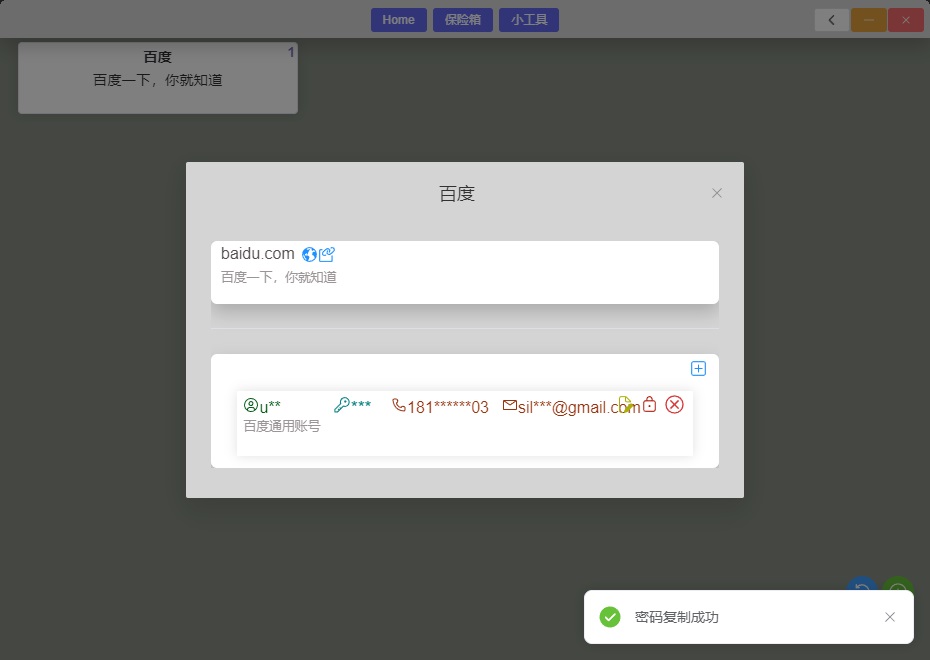 Home 保险箱 小工具
百度 1
百度一下，你就知道
百度
baidu.com
百度一下，你就知道
u** *** 181******03 sil***@gmail.com
百度通用账号
密码复制成功